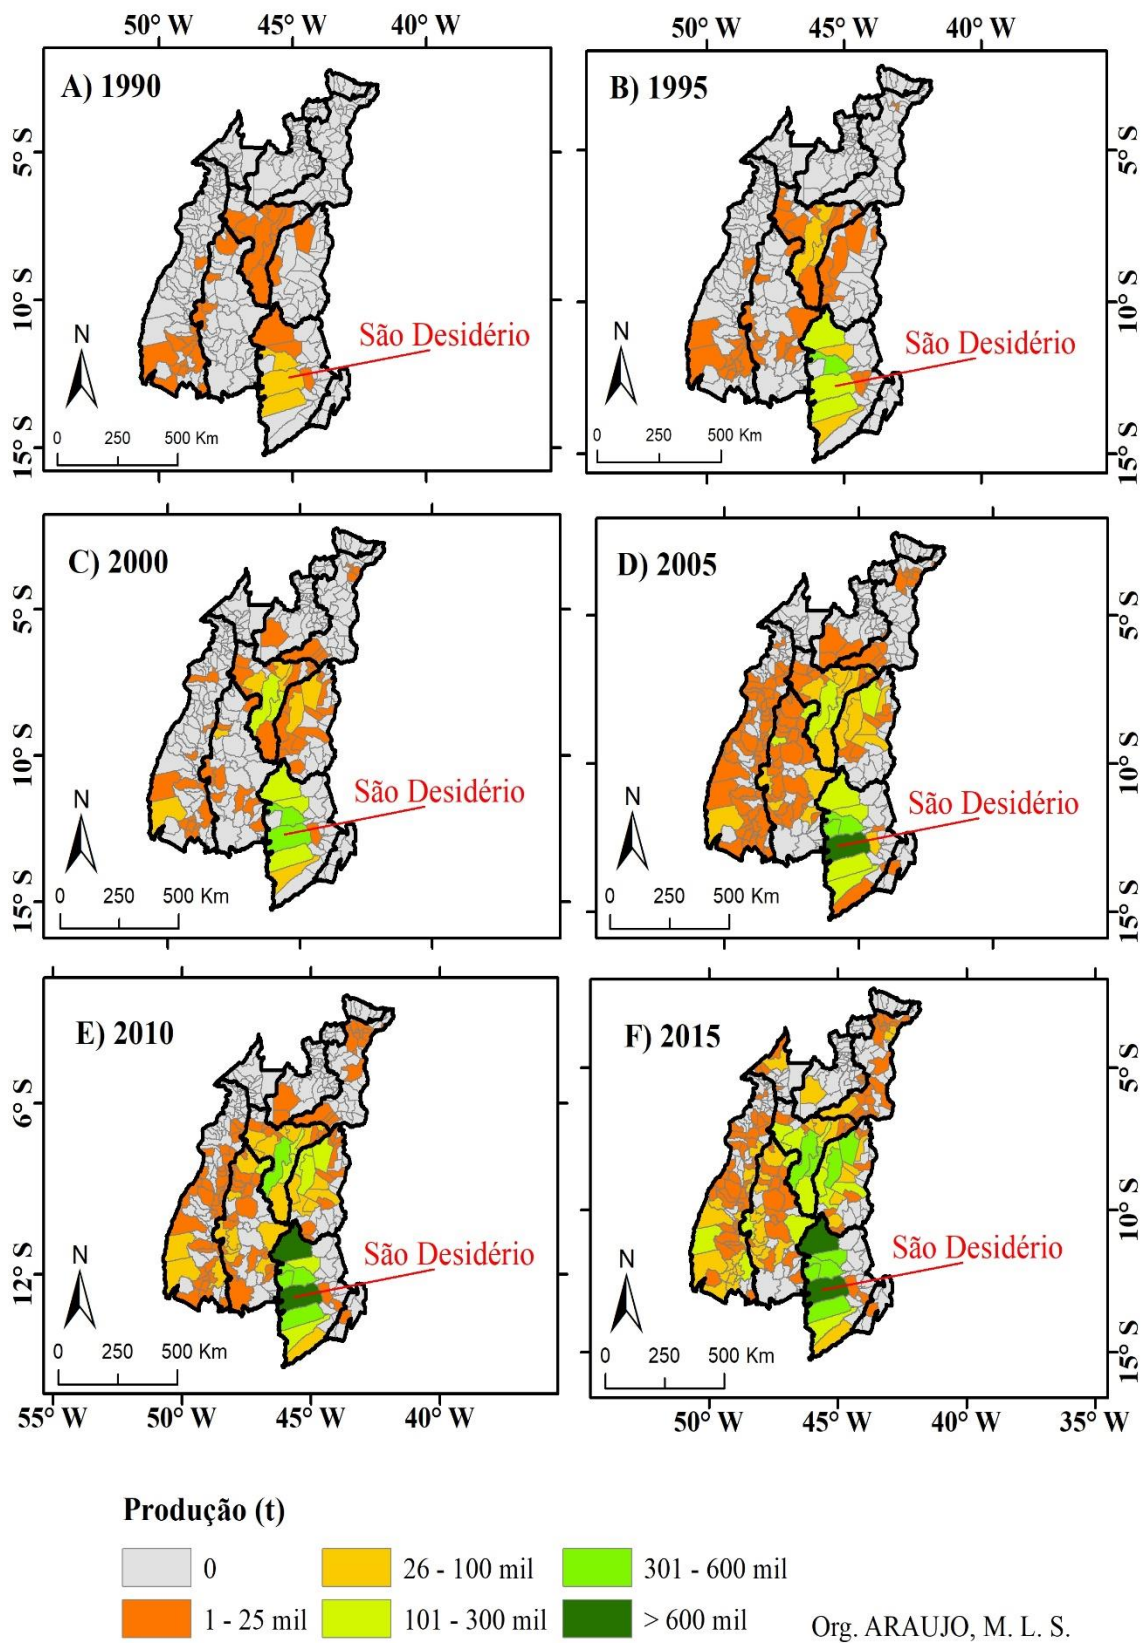 50° W 45° W 40° W
50° W 45° W 40° W
A) 1990
B) 1995
5° S
5° S
10° S
10° S
15° S
15° S
São Desidério
São Desidério
N
N
0 250 500 Km
0 250 500 Km
C) 2000
D) 2005
5° S
5° S
10° S
10° S
15° S
15° S
São Desidério
São Desidério
N
N
0 250 500 Km
0 250 500 Km
E) 2010
F) 2015
6° S
12° S
5° S
10° S
15° S
São Desidério
São Desidério
N
N
0 250 500 Km
0 250 500 Km
55° W 50° W 45° W 40° W
50° W 45° W 40° W 35° W
Produção (t)
0
26 - 100 mil
301 - 600 mil
1 - 25 mil
101 - 300 mil
> 600 mil
Org. ARAUJO, M. L. S.